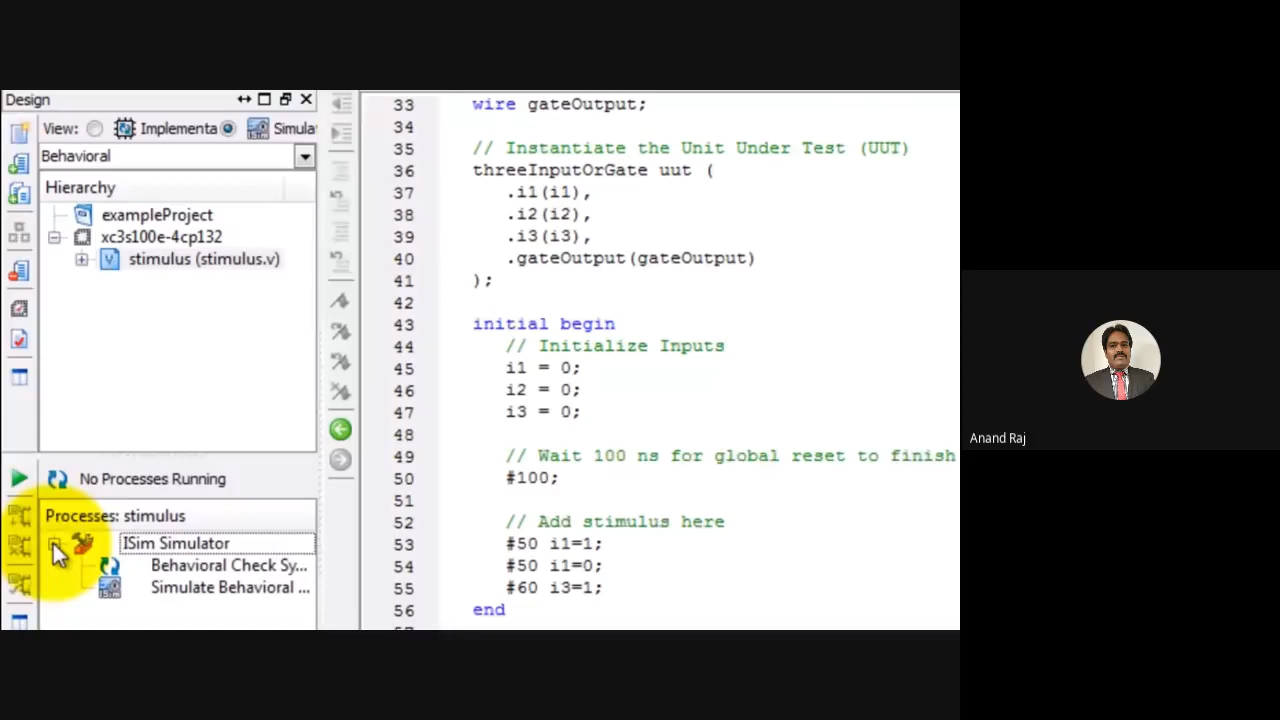 Design
View: Implementa Simula
Behavioral
Hierarchy
exampleProject
xc3s100e-4cp132
stimulus (stimulus.v)
No Processes Running
Processes: stimulus
ISim Simulator
Behavioral Check Sy...
Simulate Behavioral ...
33 wire gateOutput;
34
35 // Instantiate the Unit Under Test (UUT)
36 threeInputOrGate uut (
37 .i1(i1),
38 .i2(i2),
39 .i3(i3),
40 .gateOutput(gateOutput)
41 );
42
43 initial begin
44 // Initialize Inputs
45 i1 = 0;
46 i2 = 0;
47 i3 = 0;
48
49 // Wait 100 ns for global reset to finish
50 #100;
51
52 // Add stimulus here
53 #50 i1=1;
54 #50 i1=0;
55 #60 i3=1;
56 end
Anand Raj